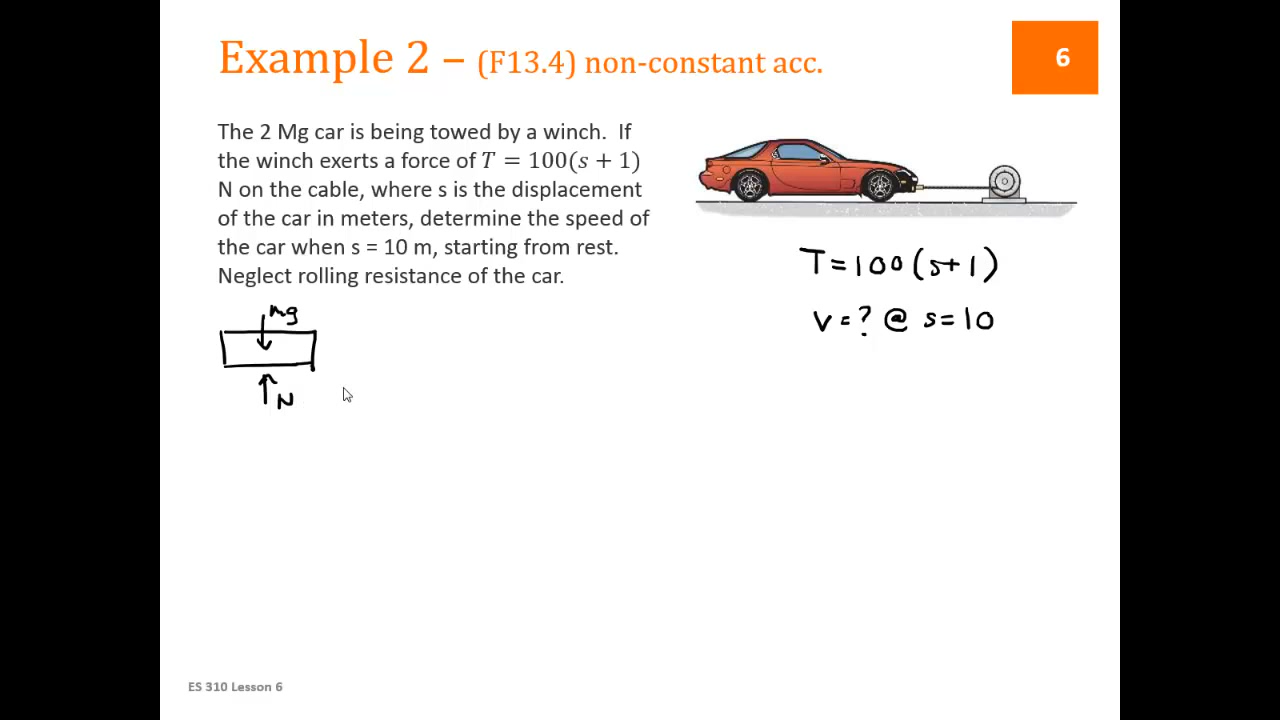 Example 2 – (F13.4) non-constant acc.
6
The 2 Mg car is being towed by a winch. If
the winch exerts a force of T = 100(s + 1)
N on the cable, where s is the displacement
of the car in meters, determine the speed of
the car when s = 10 m, starting from rest.
Neglect rolling resistance of the car.
T=100(s+1)
v=? @ s=10
mg
N
ES 310 Lesson 6